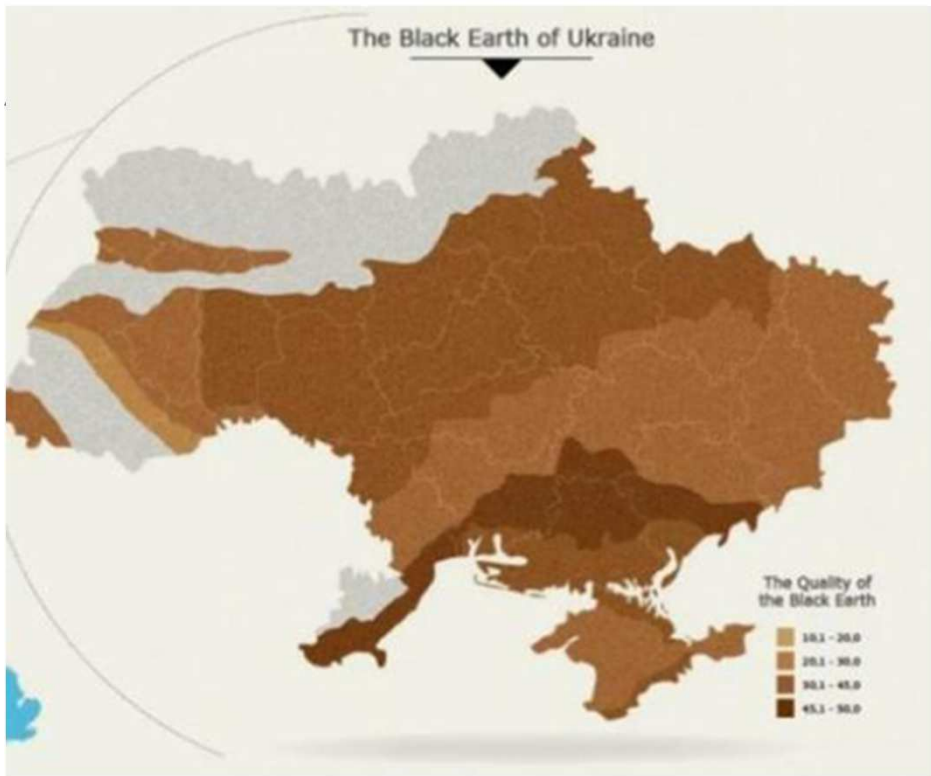 The Black Earth of Ukraine
The Quality of
the Black Earth
10,1 - 20,0
20,1 - 30,0
30,1 - 45,0
45,1 - 50,0